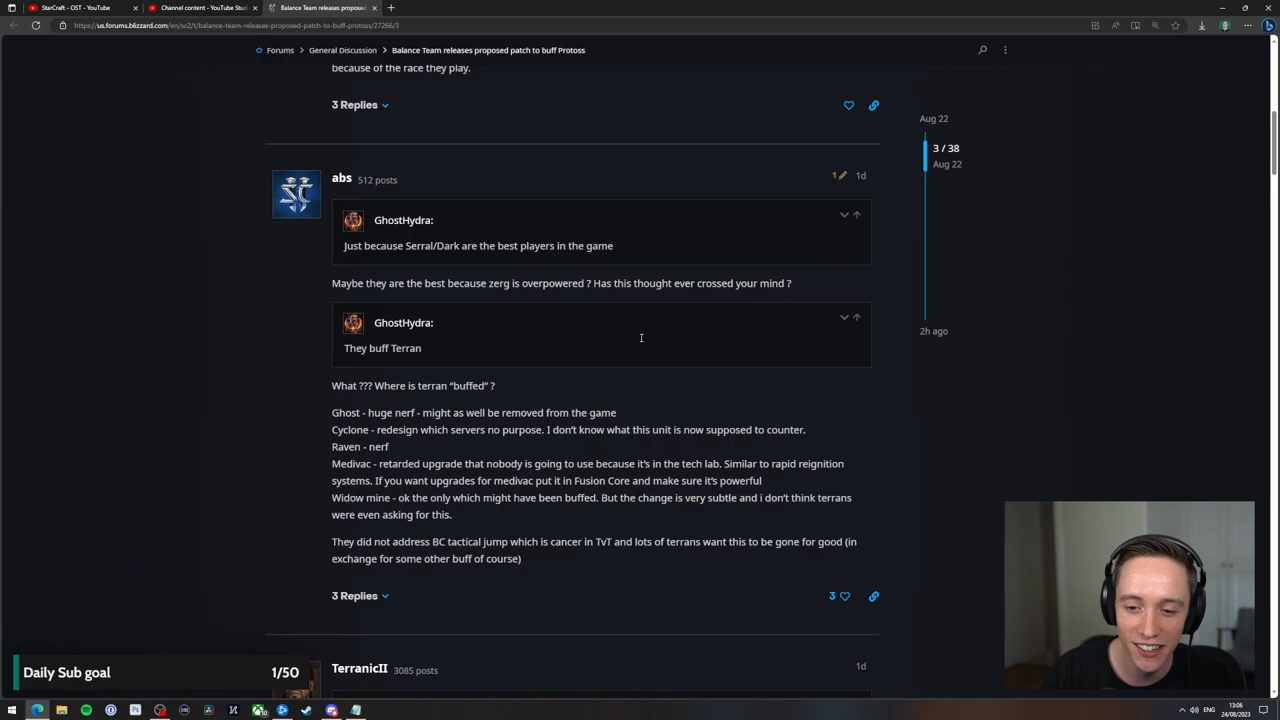 StarCraft - OST - YouTube
Channel content - YouTube Stud
Balance Team releases proposed
https://us.forums.blizzard.com/en/sc2/t/balance-team-releases-proposed-patch-to-buff-protoss/27266/3
Forums > General Discussion > Balance Team releases proposed patch to buff Protoss
because of the race they play.
3 Replies
Aug 22
3 / 38
Aug 22
2h ago
abs 512 posts
1 1d
GhostHydra:
Just because Serral/Dark are the best players in the game
Maybe they are the best because zerg is overpowered ? Has this thought ever crossed your mind ?
GhostHydra:
They buff Terran
What ??? Where is terran “buffed” ?
Ghost - huge nerf - might as well be removed from the game
Cyclone - redesign which servers no purpose. I don’t know what this unit is now supposed to counter.
Raven - nerf
Medivac - retarded upgrade that nobody is going to use because it’s in the tech lab. Similar to rapid reignition
systems. If you want upgrades for medivac put it in Fusion Core and make sure it’s powerful
Widow mine - ok the only which might have been buffed. But the change is very subtle and i don’t think terrans
were even asking for this.
They did not address BC tactical jump which is cancer in TvT and lots of terrans want this to be gone for good (in
exchange for some other buff of course)
3 Replies
3
TerranicII 3085 posts
1d
Daily Sub goal 1/50
ENG
13:06
24/08/2023